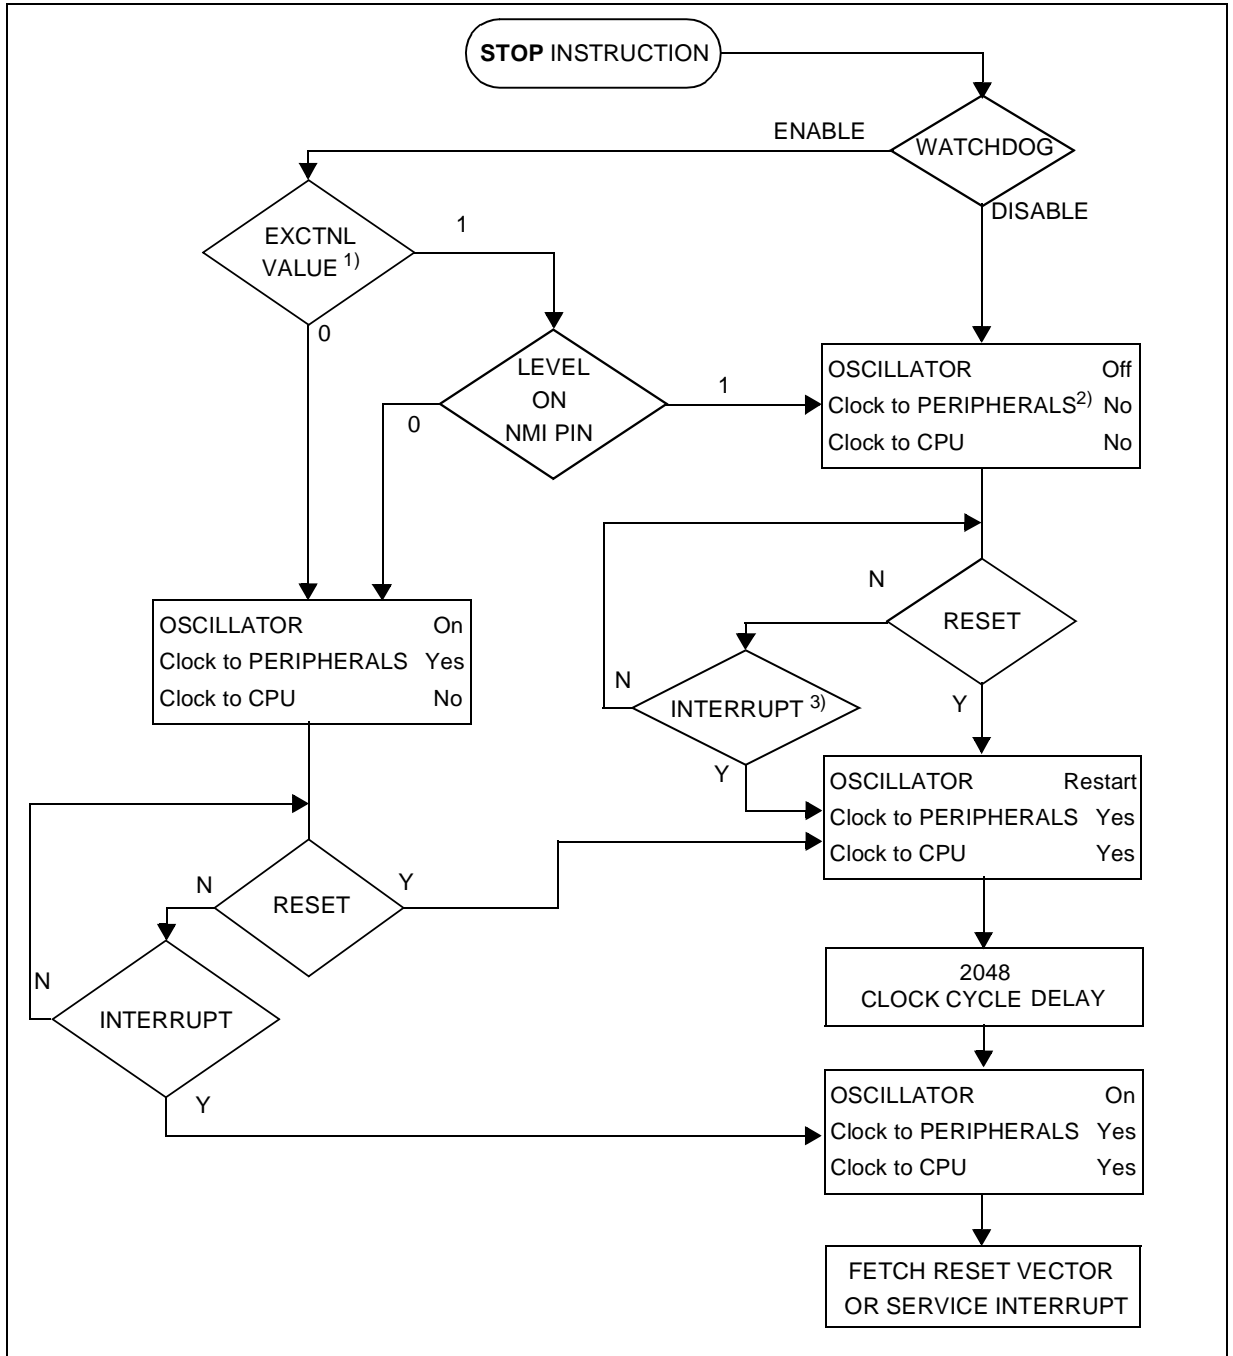 STOP INSTRUCTION
ENABLE
WATCHDOG
DISABLE
EXCTNL
VALUE 1)
1
0
LEVEL
ON
NMI PIN
1
0
OSCILLATOR Off
Clock to PERIPHERALS2) No
Clock to CPU No
N
RESET
Y
OSCILLATOR On
Clock to PERIPHERALS Yes
Clock to CPU No
N
INTERRUPT 3)
Y
OSCILLATOR Restart
Clock to PERIPHERALS Yes
Clock to CPU Yes
N
RESET
Y
N
INTERRUPT
Y
2048
CLOCK CYCLE DELAY
OSCILLATOR On
Clock to PERIPHERALS Yes
Clock to CPU Yes
FETCH RESET VECTOR
OR SERVICE INTERRUPT